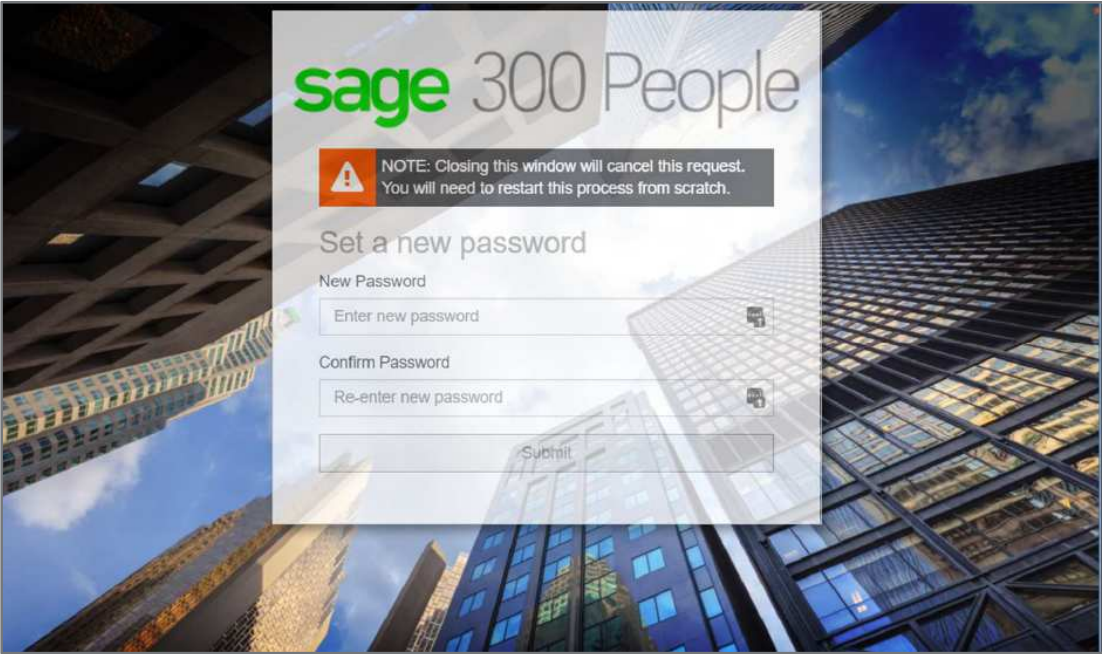 sage 300 People
NOTE: Closing this window will cancel this request.
You will need to restart this process from scratch.
Set a new password
New Password
Enter new password
Confirm Password
Re-enter new password
Submit